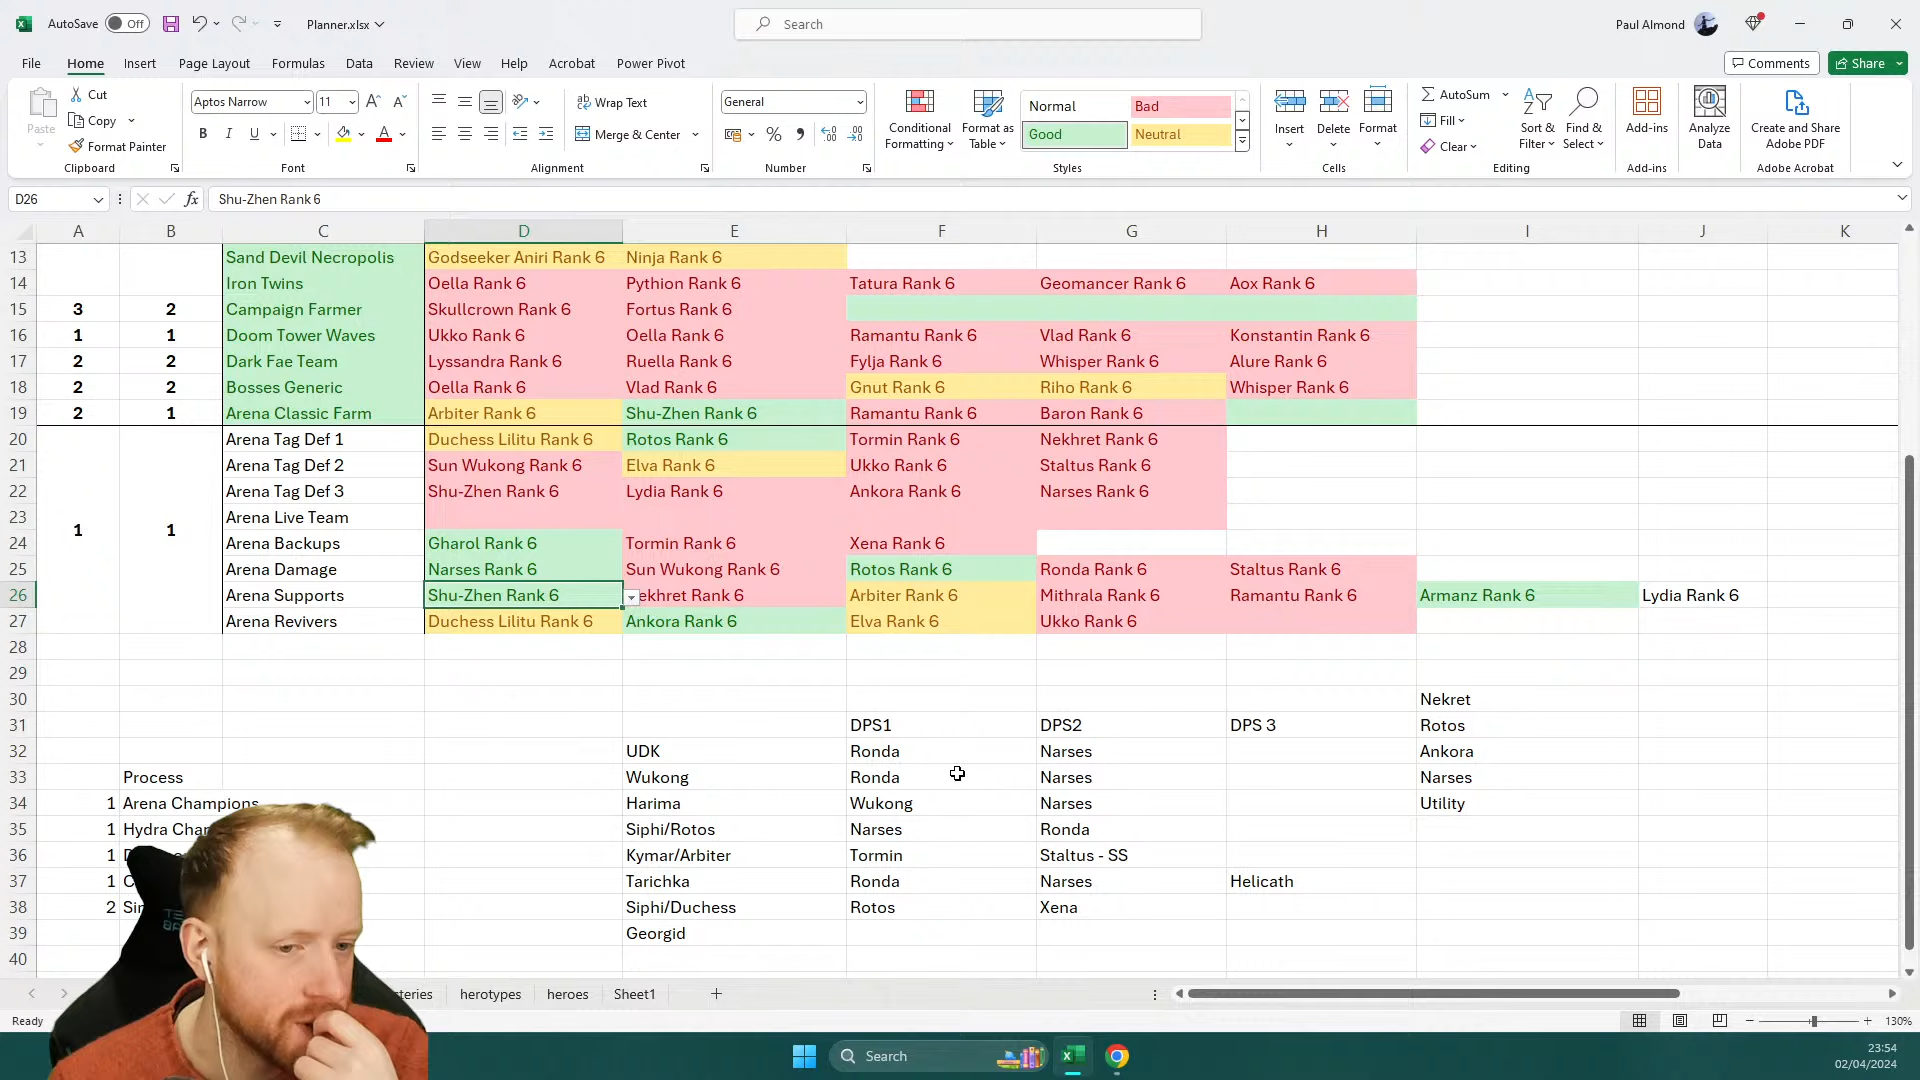 AutoSave Off Planner.xlsx Search Paul Almond
File Home Insert Page Layout Formulas Data Review View Help Acrobat Power Pivot Comments Share
Paste Cut Copy Format Painter Clipboard
Aptos Narrow 11 B I U Font
Wrap Text Merge & Center Alignment
General Number
Conditional Formatting Format as Table Normal Bad Good Neutral Styles
Insert Delete Format Cells
AutoSum Fill Clear Sort & Filter Find & Select Editing
Add-ins Add-ins
Analyze Data
Create and Share Adobe PDF Adobe Acrobat
D26 fx Shu-Zhen Rank 6
A B C D E F G H I J K
13 Sand Devil Necropolis Godseeker Aniri Rank 6 Ninja Rank 6
14 Iron Twins Oella Rank 6 Pythion Rank 6 Tatura Rank 6 Geomancer Rank 6 Aox Rank 6
15 3 2 Campaign Farmer Skullcrown Rank 6 Fortus Rank 6
16 1 1 Doom Tower Waves Ukko Rank 6 Oella Rank 6 Ramantu Rank 6 Vlad Rank 6 Konstantin Rank 6
17 2 2 Dark Fae Team Lyssandra Rank 6 Ruella Rank 6 Fylja Rank 6 Whisper Rank 6 Alure Rank 6
18 2 2 Bosses Generic Oella Rank 6 Vlad Rank 6 Gnut Rank 6 Riho Rank 6 Whisper Rank 6
19 2 1 Arena Classic Farm Arbiter Rank 6 Shu-Zhen Rank 6 Ramantu Rank 6 Baron Rank 6
20 Arena Tag Def 1 Duchess Lilitu Rank 6 Rotos Rank 6 Tormin Rank 6 Nekhret Rank 6
21 Arena Tag Def 2 Sun Wukong Rank 6 Elva Rank 6 Ukko Rank 6 Staltus Rank 6
22 Arena Tag Def 3 Shu-Zhen Rank 6 Lydia Rank 6 Ankora Rank 6 Narses Rank 6
23 1 1 Arena Live Team
24 Arena Backups Gharol Rank 6 Tormin Rank 6 Xena Rank 6
25 Arena Damage Narses Rank 6 Sun Wukong Rank 6 Rotos Rank 6 Ronda Rank 6 Staltus Rank 6
26 Arena Supports Shu-Zhen Rank 6 ekhret Rank 6 Arbiter Rank 6 Mithrala Rank 6 Ramantu Rank 6 Armanz Rank 6 Lydia Rank 6
27 Arena Revivers Duchess Lilitu Rank 6 Ankora Rank 6 Elva Rank 6 Ukko Rank 6
28
29
30 Nekret
31 DPS1 DPS2 DPS 3 Rotos
32 UDK Ronda Narses Ankora
33 Process Wukong Ronda Narses Narses
34 1 Arena Champions Harima Wukong Narses Utility
35 1 Hydra Siphi/Rotos Narses Ronda
36 1 Kymar/Arbiter Tormin Staltus - SS
37 1 Tarichka Ronda Narses Helicath
38 2 Siphi/Duchess Rotos Xena
39 Georgid
40
herotypes heroes Sheet1
Ready 130%
Search 23:54
02/04/2024